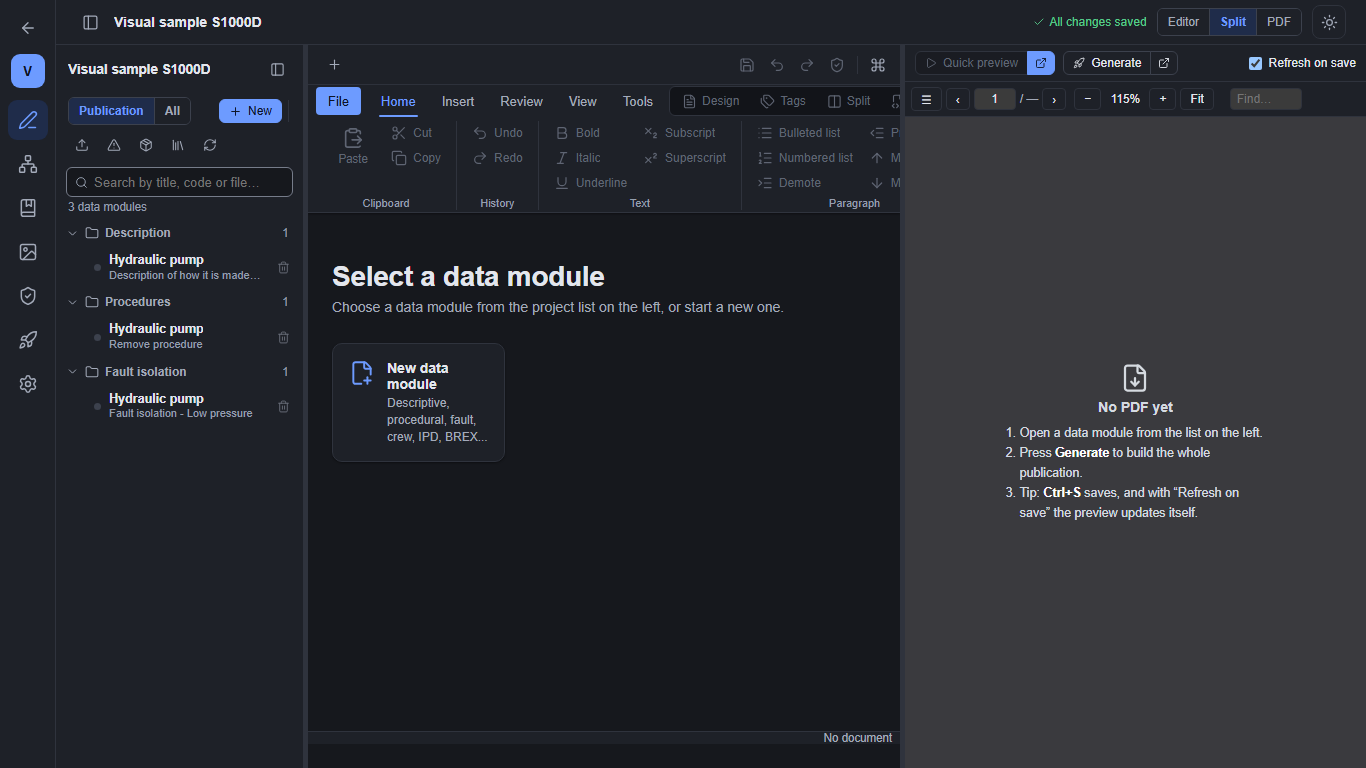 Visual sample S1000D
All changes saved
Editor
Split
PDF
V
Visual sample S1000D
Publication
All
New
Search by title, code or file…
3 data modules
Description
1
Hydraulic pump
Description of how it is made…
Procedures
1
Hydraulic pump
Remove procedure
Fault isolation
1
Hydraulic pump
Fault isolation - Low pressure
File
Home
Insert
Review
View
Tools
Design
Tags
Split
Paste
Cut
Copy
Clipboard
Undo
Redo
History
Bold
Italic
Underline
Subscript
Superscript
Text
Bulleted list
Numbered list
Demote
P
M
M
Paragraph
Select a data module
Choose a data module from the project list on the left, or start a new one.
New data
module
Descriptive,
procedural, fault,
crew, IPD, BREX…
No document
Quick preview
Generate
Refresh on save
1
/ —
115%
Fit
Find…
No PDF yet
1. Open a data module from the list on the left.
2. Press Generate to build the whole
publication.
3. Tip: Ctrl+S saves, and with “Refresh on
save” the preview updates itself.